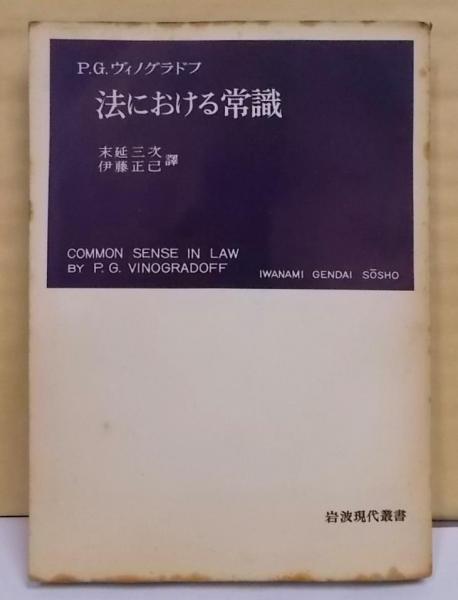 P.G.ヴィノグラドフ
法における常識
末延三次
伊藤正己 譯
COMMON SENSE IN LAW
BY P. G. VINOGRADOFF
IWANAMI GENDAI SŌSHO
岩波現代叢書